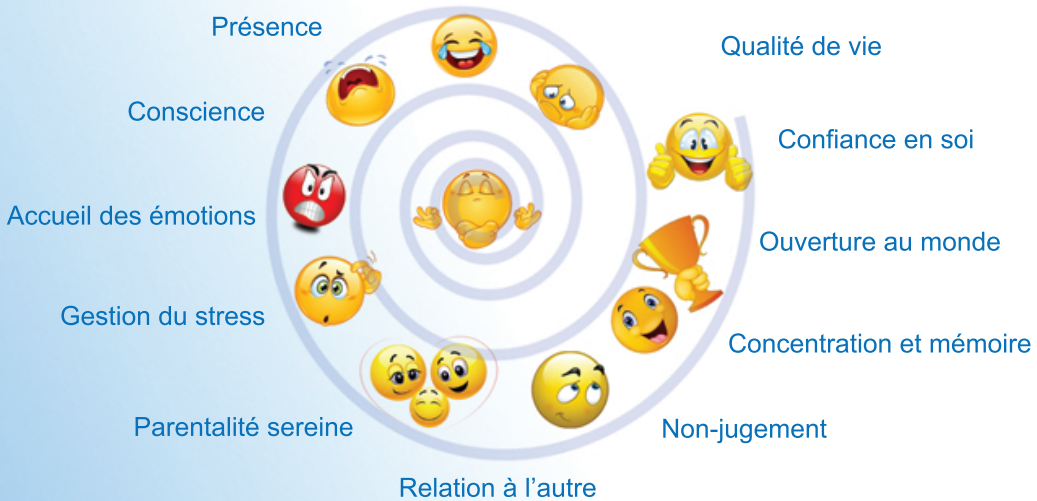 Présence
Qualité de vie
Conscience
Confiance en soi
Accueil des émotions
Ouverture au monde
Gestion du stress
Concentration et mémoire
Parentalité sereine
Non-jugement
Relation à l’autre